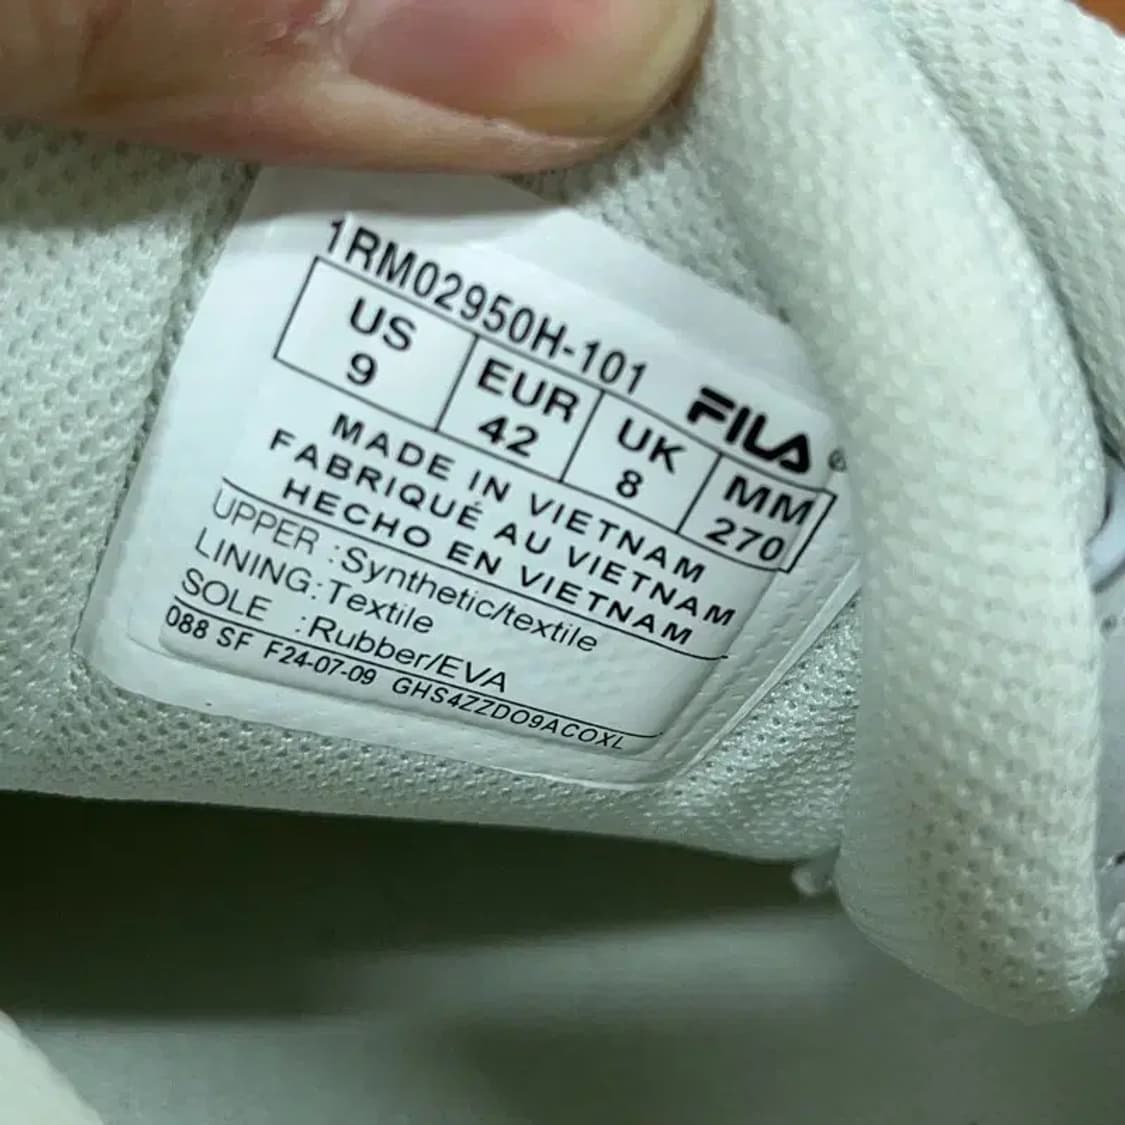 1RM02950H-101
FILA®
US EUR UK MM
9 42 8 270
MADE IN VIETNAM
FABRIQUÉ AU VIETNAM
HECHO EN VIETNAM
UPPER :Synthetic/textile
LINING:Textile
SOLE :Rubber/EVA
088 SF F24-07-09 GHS4ZZDO9ACOXL